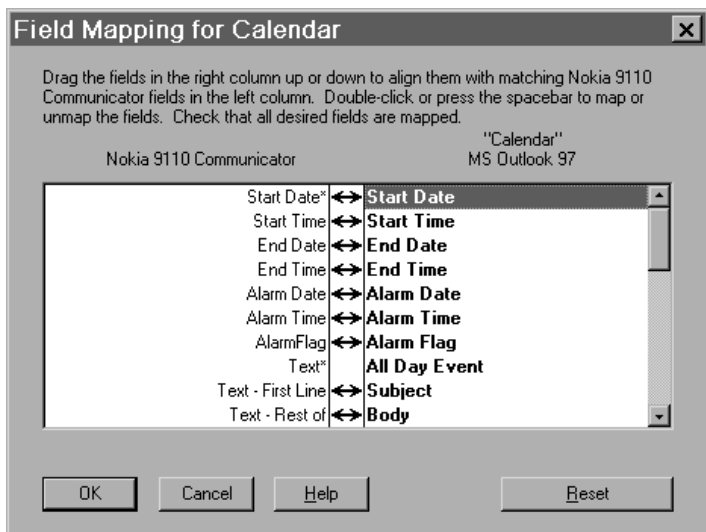 Field Mapping for Calendar
Drag the fields in the right column up or down to align them with matching Nokia 9110
Communicator fields in the left column. Double-click or press the spacebar to map or
unmap the fields. Check that all desired fields are mapped.
"Calendar"
Nokia 9110 Communicator MS Outlook 97
Start Date* Start Date
Start Time Start Time
End Date End Date
End Time End Time
Alarm Date Alarm Date
Alarm Time Alarm Time
AlarmFlag Alarm Flag
Text* All Day Event
Text - First Line Subject
Text - Rest of Body
OK Cancel Help Reset